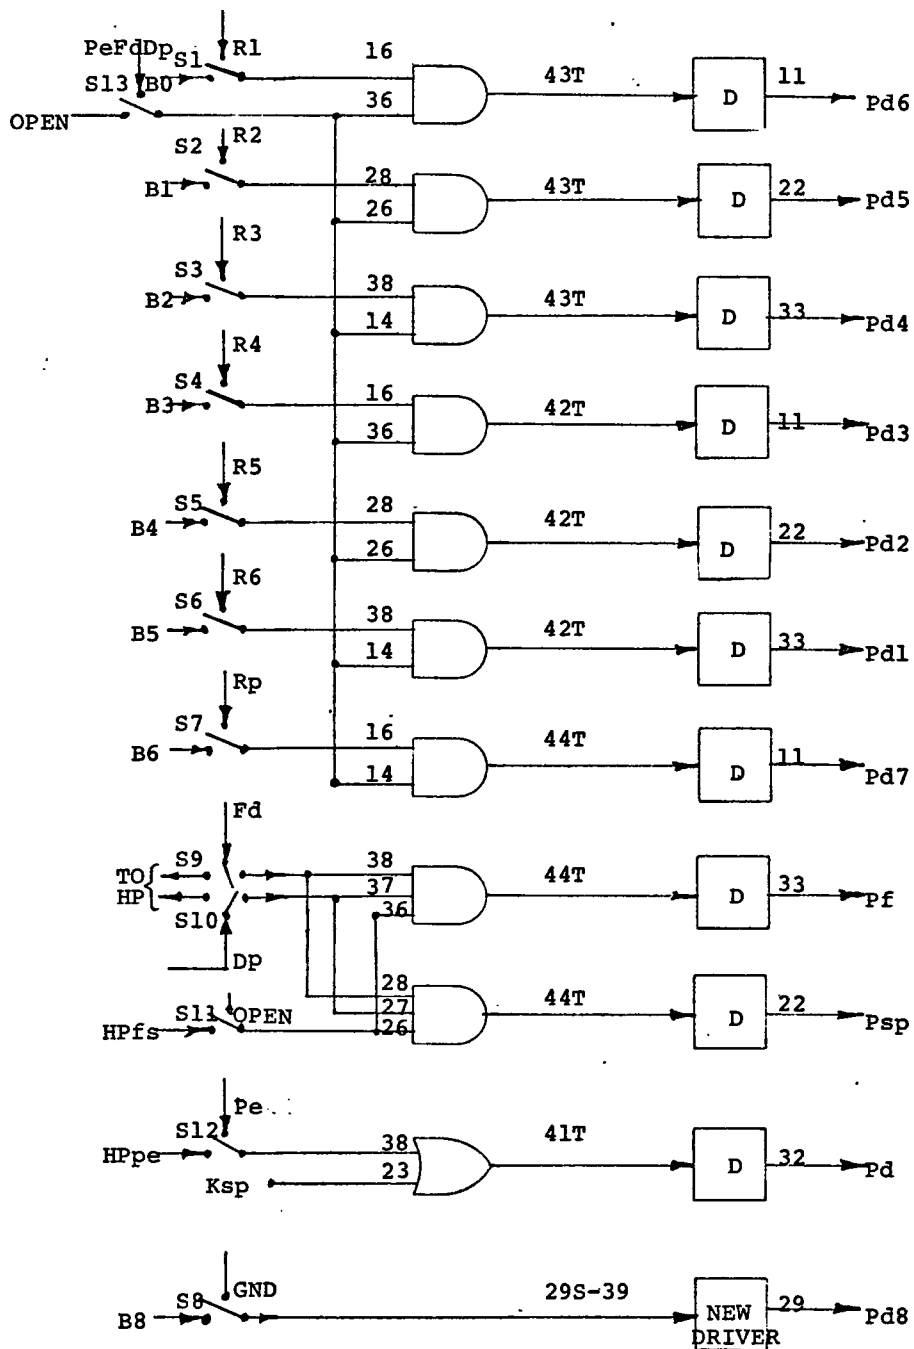 R1
PeFdDp S1 16
S13 B0 43T D 11 Pd6
OPEN 36
S2 R2
B1 28 43T D 22 Pd5
26
R3
S3
B2 38 43T D 33 Pd4
14
R4
S4
B3 16 42T D 11 Pd3
36
R5
S5
B4 28 42T D 22 Pd2
26
R6
S6
B5 38 42T D 33 Pd1
14
Rp
S7
B6 16 44T D 11 Pd7
14
Fd
S9
TO 38 44T D 33 Pf
HP 37
S10 36
Dp
28 44T D 22 Psp
S11 OPEN 27
HPfs 26
Pe
S12
HPpe 38 41T D 32 Pd
Ksp 23
GND
S8
B8 29S-39 NEW DRIVER 29 Pd8